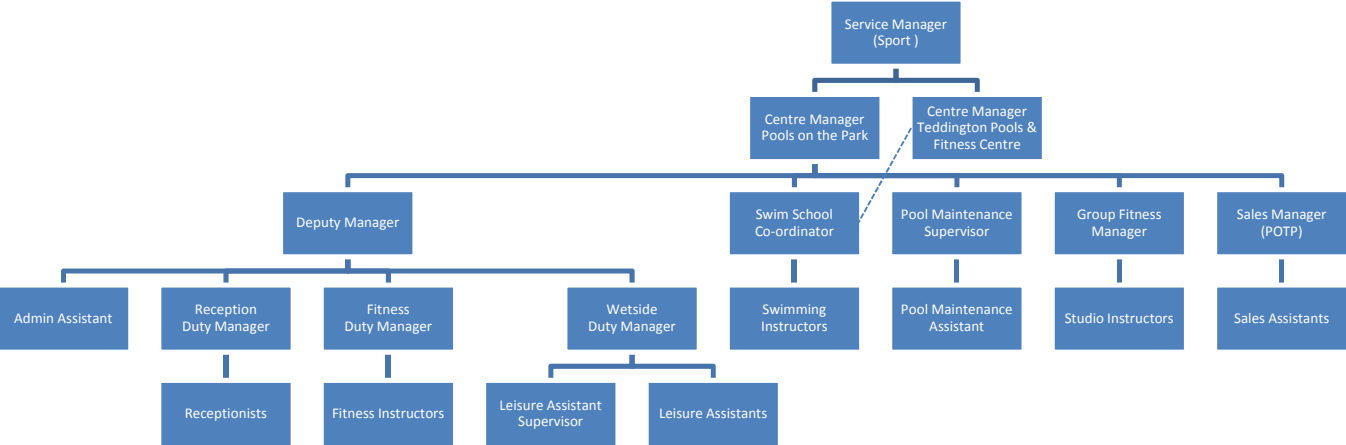 Service Manager
(Sport )
Centre Manager
Pools on the Park
Centre Manager
Teddington Pools &
Fitness Centre
Deputy Manager
Swim School
Co-ordinator
Pool Maintenance
Supervisor
Group Fitness
Manager
Sales Manager
(POTP)
Admin Assistant
Reception
Duty Manager
Fitness
Duty Manager
Wetside
Duty Manager
Swimming
Instructors
Pool Maintenance
Assistant
Studio Instructors
Sales Assistants
Receptionists
Fitness Instructors
Leisure Assistant
Supervisor
Leisure Assistants